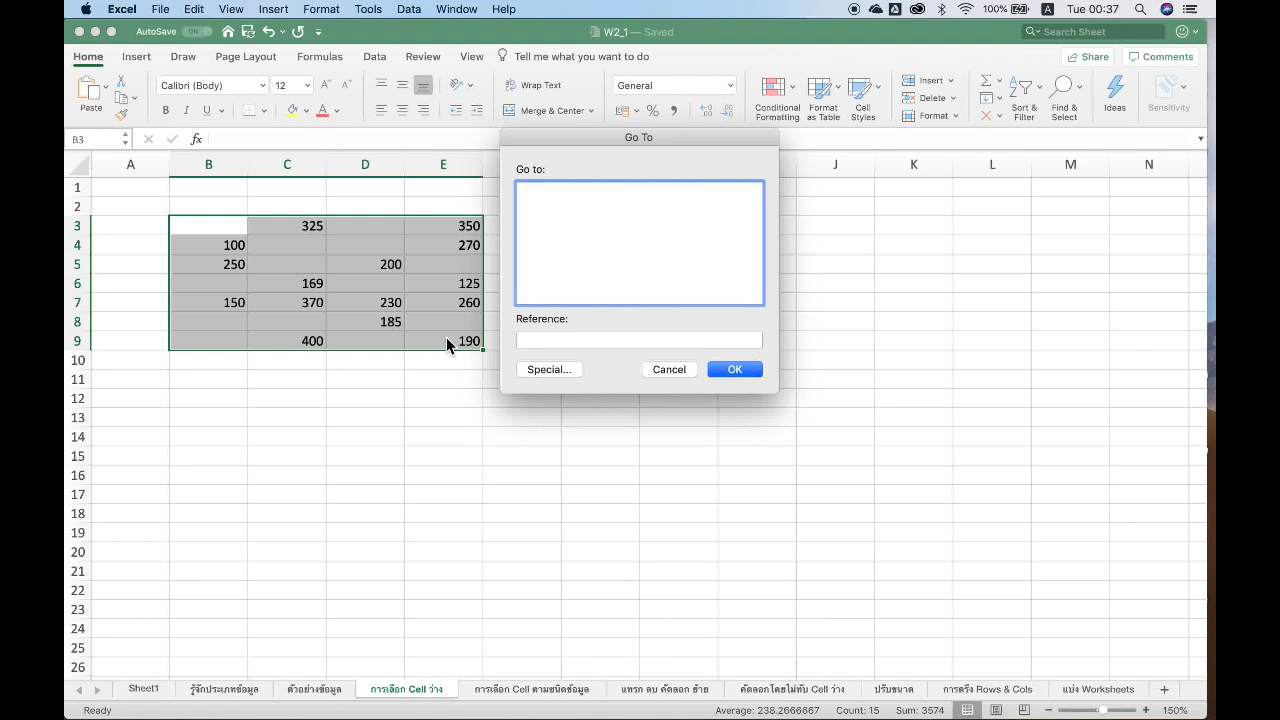 Excel File Edit View Insert Format Tools Data Window Help 100% A Tue 00:37
AutoSave ON W2_1 — Saved Search Sheet
Home Insert Draw Page Layout Formulas Data Review View Tell me what you want to do Share Comments
Paste Calibri (Body) 12 A A Wrap Text General Conditional Formatting Format as Table Cell Styles Insert Sort & Filter Find & Select Ideas Sensitivity
B I U A Merge & Center % Delete Format
B3 fx
Go To
A B C D E J K L M N
Go to:
1
2
3 325 350
4 100 270
5 250 200
6 169 125
7 150 370 230 260
8 185
9 400 190
Reference:
Special... Cancel OK
10
11
12
13
14
15
16
17
18
19
20
21
22
23
24
25
26
Sheet1 รู้จักประเภทข้อมูล ตัวอย่างข้อมูล การเลือก Cell ว่าง การเลือก Cell ตามชนิดข้อมูล แทรก ลบ คัดลอก ย้าย คัดลอกโดยไม่ทับ Cell ว่าง ปรับขนาด การตรึง Rows & Cols แบ่ง Worksheets +
Ready Average: 238.2666667 Count: 15 Sum: 3574 150%